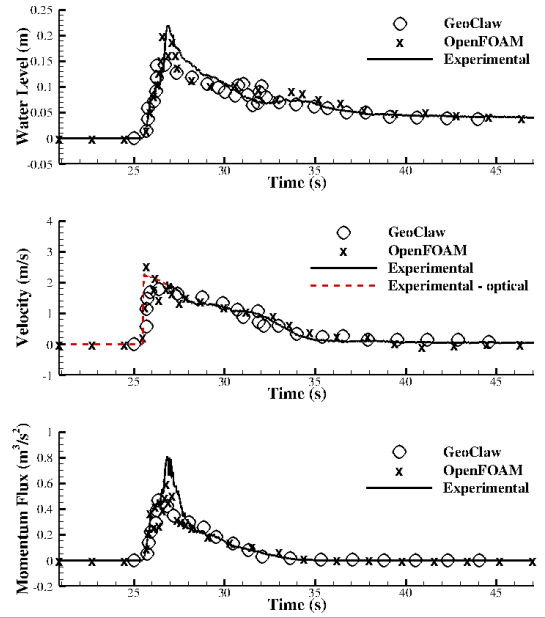 0.25
0.2
0.15
0.1
0.05
0
-0.05
Water Level (m)
GeoClaw
OpenFOAM
Experimental
25 30 35 40 45
Time (s)
4
3
2
1
0
-1
Velocity (m/s)
GeoClaw
OpenFOAM
Experimental
Experimental - optical
25 30 35 40 45
Time (s)
1
0.8
0.6
0.4
0.2
0
-0.2
Momentum Flux (m³/s²)
GeoClaw
OpenFOAM
Experimental
25 30 35 40 45
Time (s)